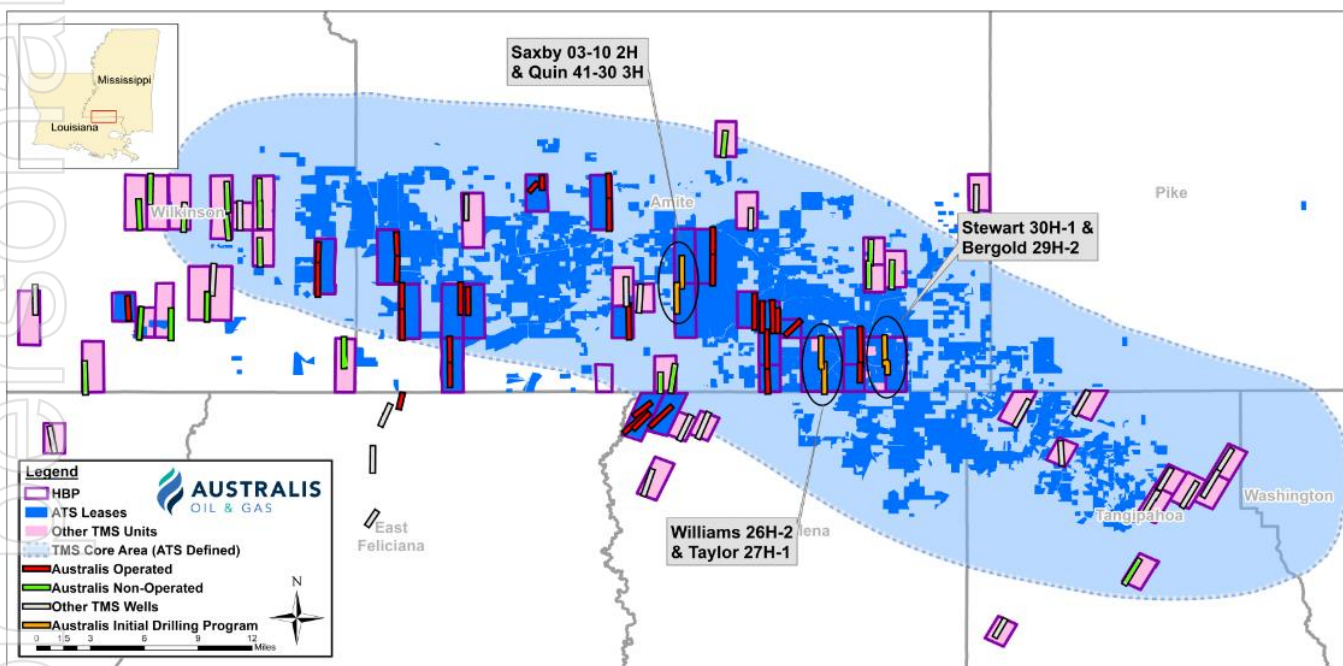 Mississippi
Louisiana
Saxby 03-10 2H
& Quin 41-30 3H
Wilkinson
Amite
Pike
Stewart 30H-1 &
Bergold 29H-2
Williams 26H-2
& Taylor 27H-1
lena
East
Feliciana
Tangipahoa
Washington
Legend
AUSTRALIS
OIL & GAS
HBP
ATS Leases
Other TMS Units
TMS Core Area (ATS Defined)
Australis Operated
Australis Non-Operated
Other TMS Wells
Australis Initial Drilling Program
N
0 1.5 3 6 9 12
Miles